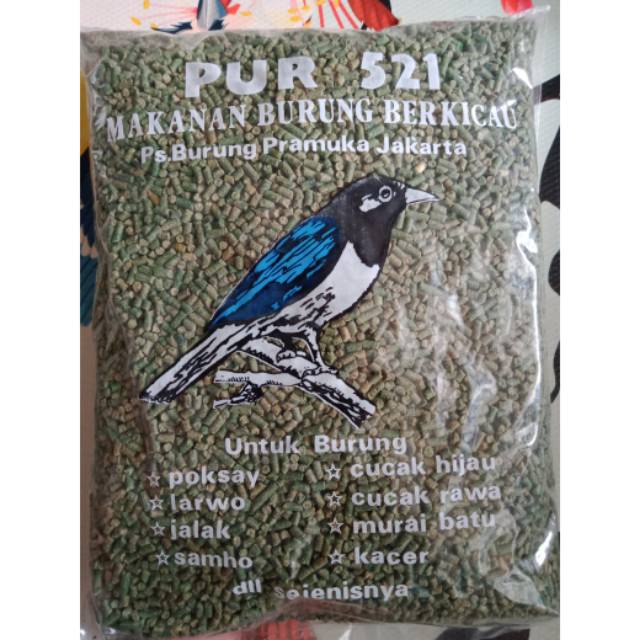 PUR 521
MAKANAN BURUNG BERKICAU
Ps.Burung Pramuka Jakarta
Untuk Burung
☆ poksay ☆ cucak hijau
☆ larwo ☆ cucak rawa
☆ jalak ☆ murai batu
☆ samho ☆ kacer
dll sejenisnya